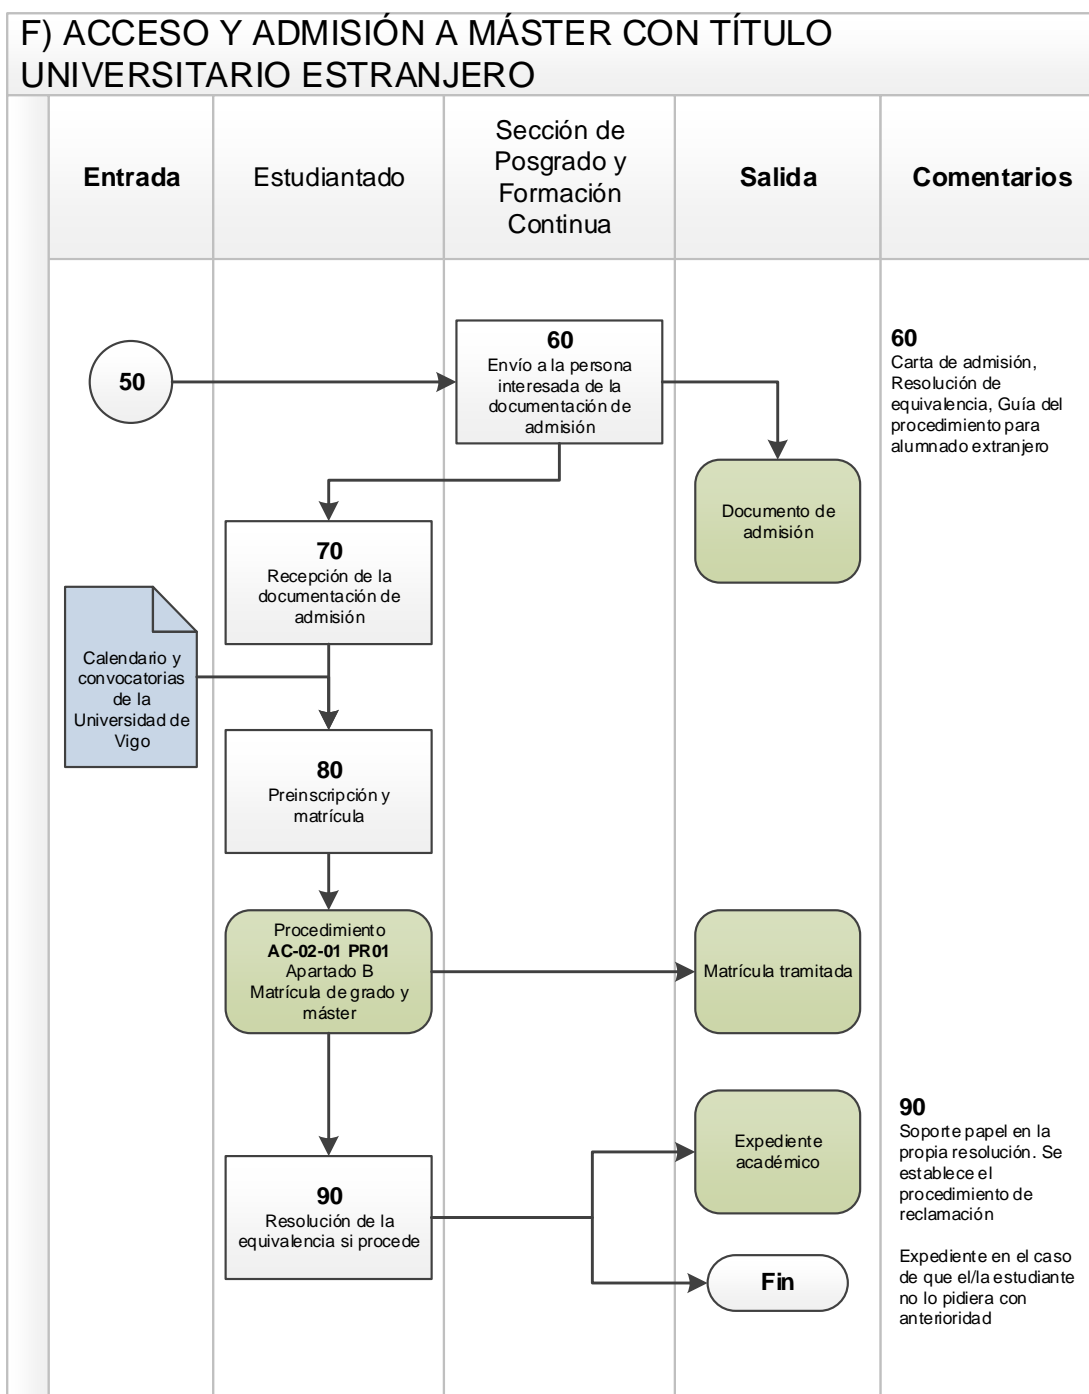 F) ACCESO Y ADMISIÓN A MÁSTER CON TÍTULO
UNIVERSITARIO ESTRANJERO
Entrada
Estudiantado
Sección de
Posgrado y
Formación
Continua
Salida
Comentarios
50
60
Envío a la persona
interesada de la
documentación de
admisión
60
Carta de admisión,
Resolución de
equivalencia, Guía del
procedimiento para
alumnado extranjero
Documento de
admisión
70
Recepción de la
documentación de
admisión
Calendario y
convocatorias
de la
Universidad de
Vigo
80
Preinscripción y
matrícula
Procedimiento
AC-02-01 PR01
Apartado B
Matrícula de grado y
máster
Matrícula tramitada
90
Resolución de la
equivalencia si procede
Expediente
académico
Fin
90
Soporte papel en la
propia resolución. Se
establece el
procedimiento de
reclamación
Expediente en el caso
de que el/la estudiante
no lo pidiera con
anterioridad